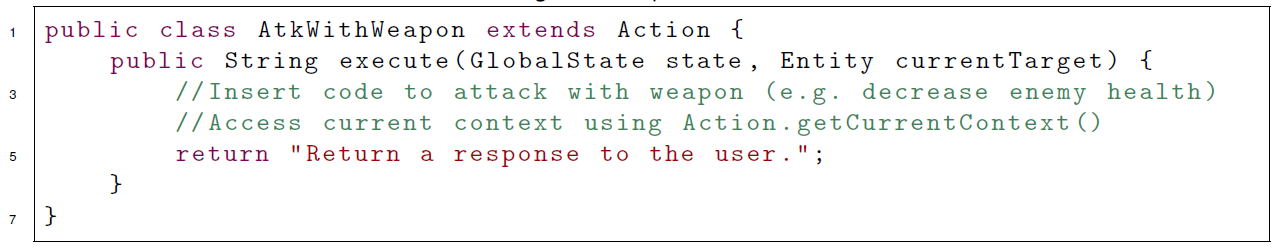 1 public class AtkWithWeapon extends Action {
public String execute(GlobalState state, Entity currentTarget) {
3 //Insert code to attack with weapon (e.g. decrease enemy health)
//Access current context using Action.getCurrentContext()
5 return "Return a response to the user.";
}
7 }